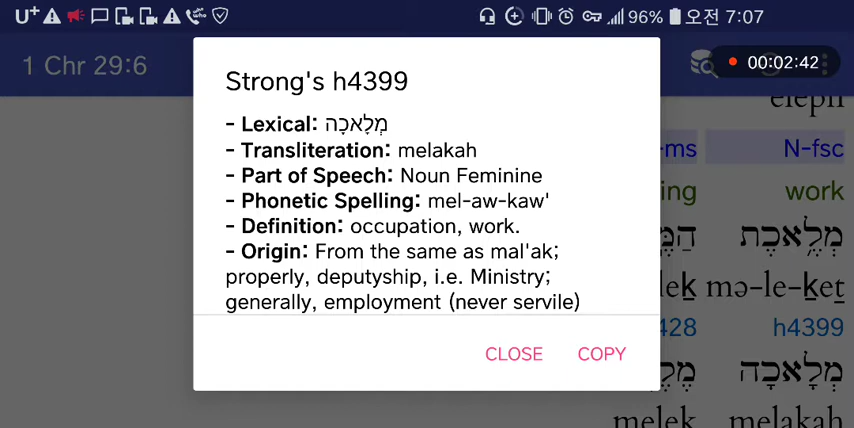 U+ who 96% 오전 7:07
1 Chr 29:6
00:02:42
Strong's h4399
- Lexical: מְלָאכָה
- Transliteration: melakah
- Part of Speech: Noun Feminine
- Phonetic Spelling: mel-aw-kaw'
- Definition: occupation, work.
- Origin: From the same as mal'ak;
properly, deputyship, i.e. Ministry;
generally, employment (never servile)
CLOSE COPY
-ms N-fsc
work
מְלֶאכֶת
mə-le-ḵeṯ
428 h4399
מְלָאכָה
melek melakah